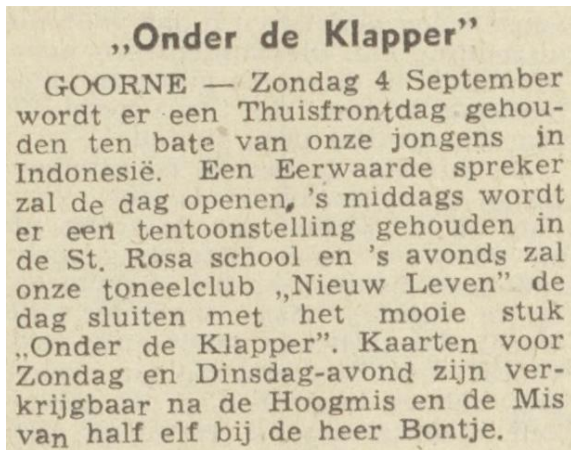 „Onder de Klapper”
GOORNE — Zondag 4 September
wordt er een Thuisfrontdag gehou-
den ten bate van onze jongens in
Indonesië. Een Eerwaarde spreker
zal de dag openen, 's middags wordt
er een tentoonstelling gehouden in
de St. Rosa school en 's avonds zal
onze toneelclub „Nieuw Leven” de
dag sluiten met het mooie stuk
„Onder de Klapper”. Kaarten voor
Zondag en Dinsdag-avond zijn ver-
krijgbaar na de Hoogmis en de Mis
van half elf bij de heer Bontje.